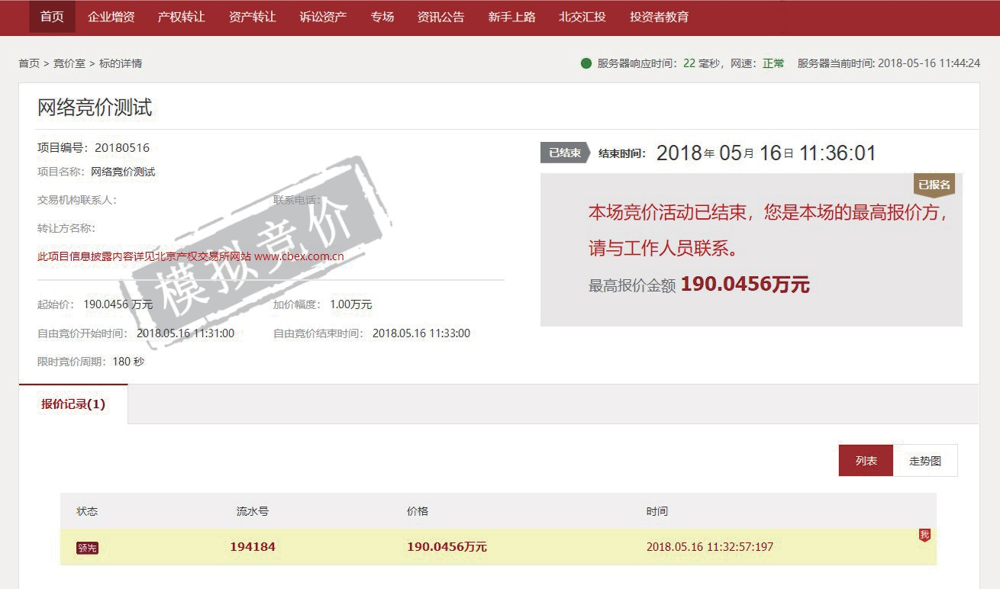 首页 企业增资 产权转让 资产转让 诉讼资产 专场 资讯公告 新手上路 北交汇投 投资者教育
首页 > 竞价室 > 标的详情
服务器响应时间：22 毫秒，网速：正常 服务器当前时间: 2018-05-16 11:44:24
网络竞价测试
项目编号：20180516
项目名称：网络竞价测试
交易机构联系人： 联系电话：
转让方名称：
此项目信息披露内容详见北京产权交易所网站 www.cbex.com.cn
模拟竞价
起始价： 190.0456 万元 加价幅度： 1.00万元
自由竞价开始时间： 2018.05.16 11:31:00 自由竞价结束时间： 2018.05.16 11:33:00
限时竞价周期：180 秒
已结束 结束时间： 2018年 05月 16日 11:36:01
已报名
本场竞价活动已结束，您是本场的最高报价方，
请与工作人员联系。
最高报价金额 190.0456万元
报价记录(1)
列表 走势图
状态 流水号 价格 时间
领先 194184 190.0456万元 2018.05.16 11:32:57:197 我